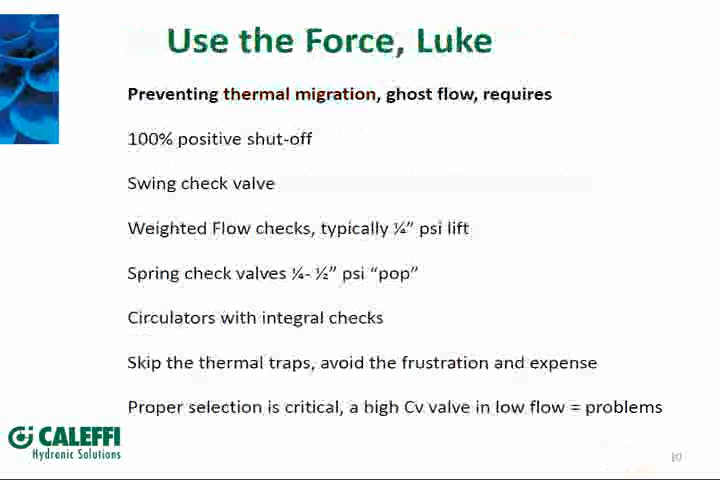 Use the Force, Luke
Preventing thermal migration, ghost flow, requires
100% positive shut-off
Swing check valve
Weighted Flow checks, typically ¼” psi lift
Spring check valves ¼- ½” psi “pop”
Circulators with integral checks
Skip the thermal traps, avoid the frustration and expense
Proper selection is critical, a high Cv valve in low flow = problems
CALEFFI
Hydronic Solutions